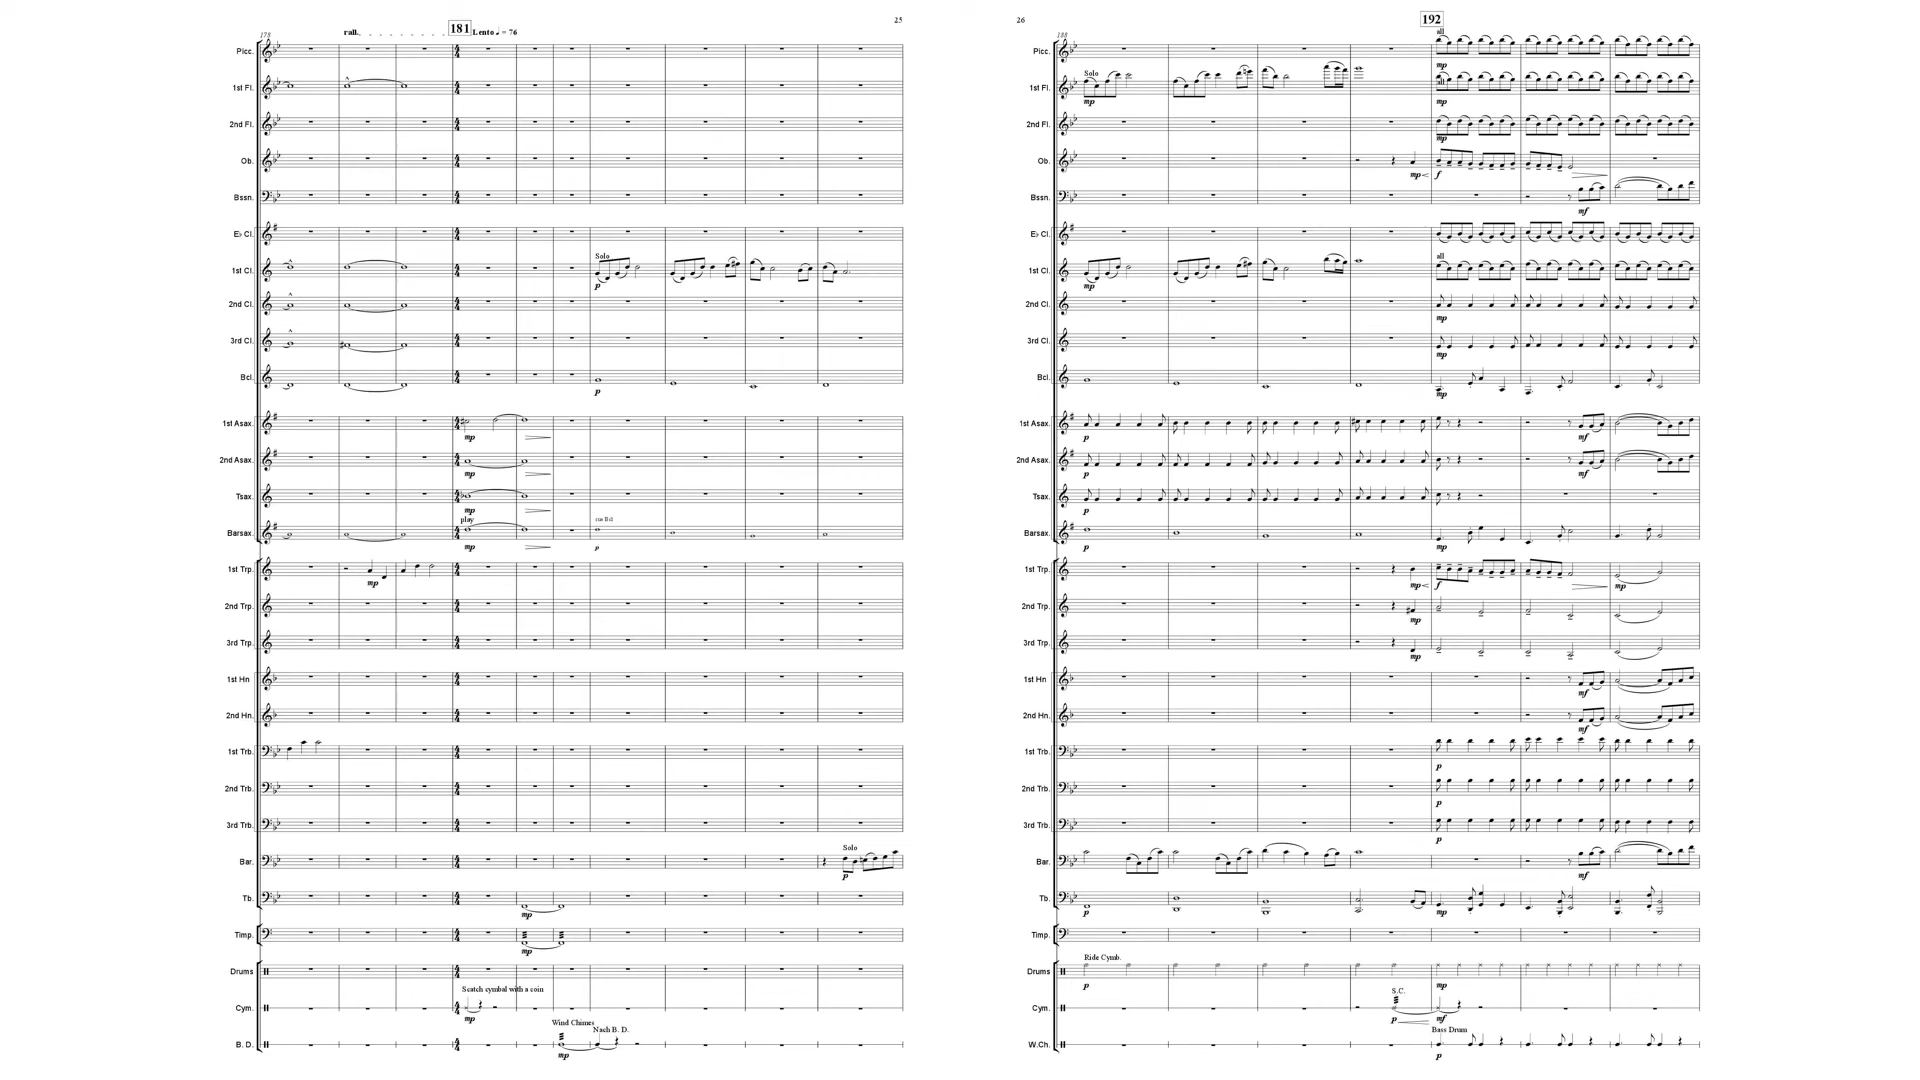 25
178
rall.
181
Lento ♩ = 76
Picc.
1st Fl.
2nd Fl.
Ob.
Bssn.
E♭ Cl.
1st Cl.
Solo
p
2nd Cl.
3rd Cl.
Bcl.
p
1st Asax.
mp
2nd Asax.
mp
Tsax.
mp
play
Barsax.
mp
p
1st Trp.
mp
2nd Trp.
3rd Trp.
1st Hn
2nd Hn.
1st Trb.
2nd Trb.
3rd Trb.
Solo
Bar.
p
Tb.
mp
Timp.
mp
Drums
Scatch cymbal with a coin
Cym.
mp
Wind Chimes
Nach B. D.
B. D.
mp
26
188
192
all
Picc.
mp
Solo
all
1st Fl.
mp
mp
2nd Fl.
mp
Ob.
mp
f
Bssn.
mf
E♭ Cl.
all
1st Cl.
mp
2nd Cl.
mp
3rd Cl.
mp
Bcl.
mp
1st Asax.
p
mf
2nd Asax.
p
mf
Tsax.
p
Barsax.
p
mp
1st Trp.
mp
f
mp
2nd Trp.
mp
3rd Trp.
mp
1st Hn
mf
2nd Hn.
mf
1st Trb.
p
2nd Trb.
p
3rd Trb.
p
Bar.
mf
Tb.
p
mp
Timp.
Ride Cymb.
Drums
p
mp
S.C.
Cym.
p
mf
Bass Drum
W.Ch.
p